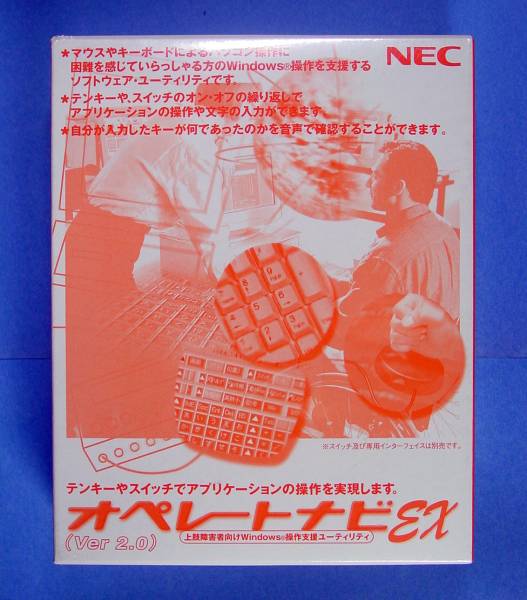 NEC
★マウスやキーボードによるパソコン操作に
困難を感じていらっしゃる方のWindows®操作を支援する
ソフトウェア・ユーティリティです。
★テンキーや、スイッチのオン・オフの繰り返しで
アプリケーションの操作や文字の入力ができます。
★自分が入力したキーが何であったのかを音声で確認することができます。
※スイッチ及び専用インターフェイスは別売です。
テンキーやスイッチでアプリケーションの操作を実現します。
オペレートナビEX
(Ver 2.0)
上肢障害者向けWindows®操作支援ユーティリティ